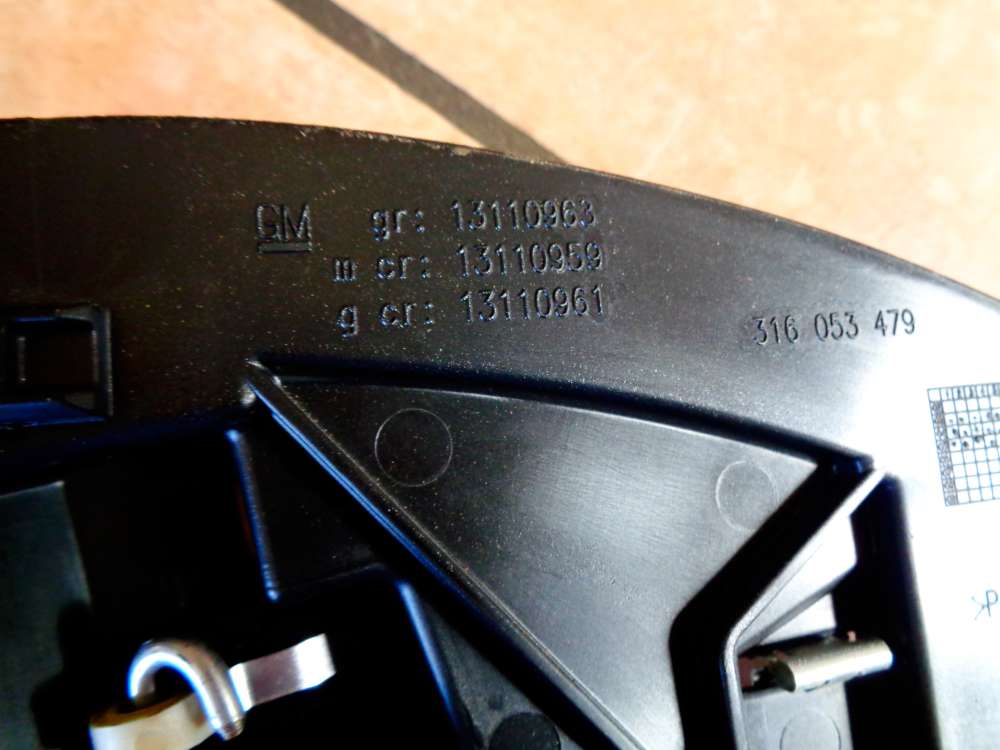 GM gr: 13110963
m cr: 13110959
g cr: 13110961
316 053 479
>P